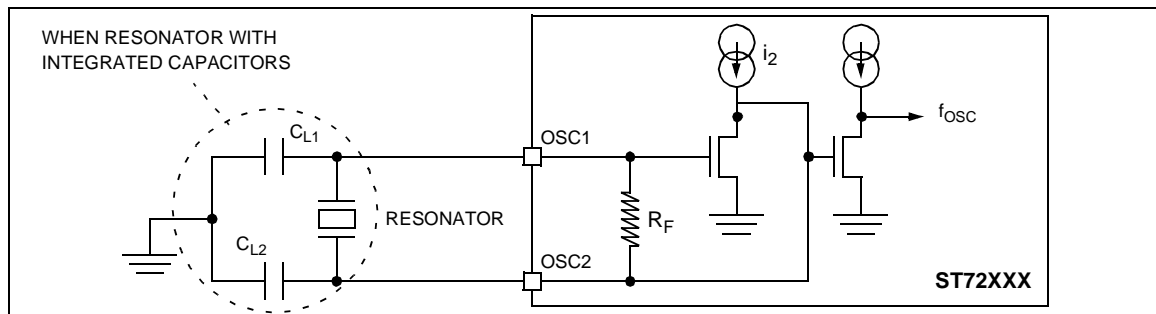 WHEN RESONATOR WITH
INTEGRATED CAPACITORS
i2
fOSC
CL1
OSC1
RESONATOR
RF
CL2
OSC2
ST72XXX